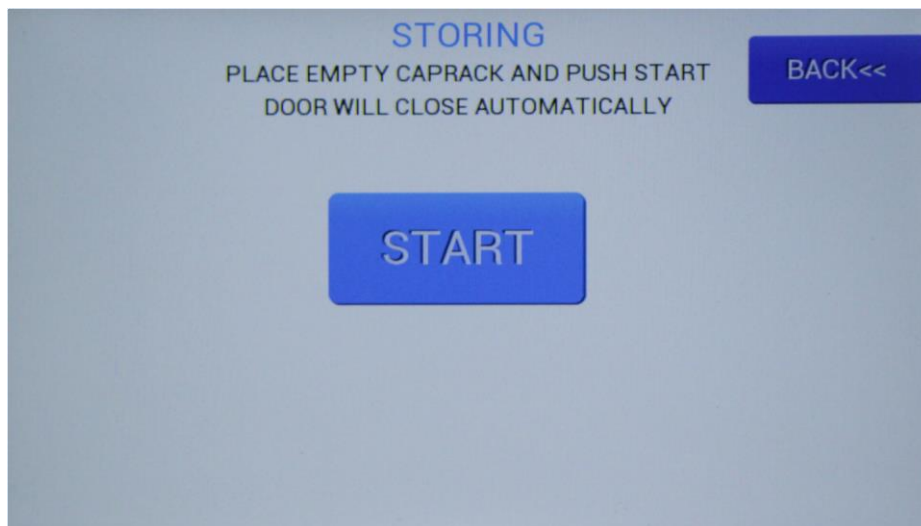 STORING
PLACE EMPTY CAPRACK AND PUSH START
DOOR WILL CLOSE AUTOMATICALLY
BACK<<
START